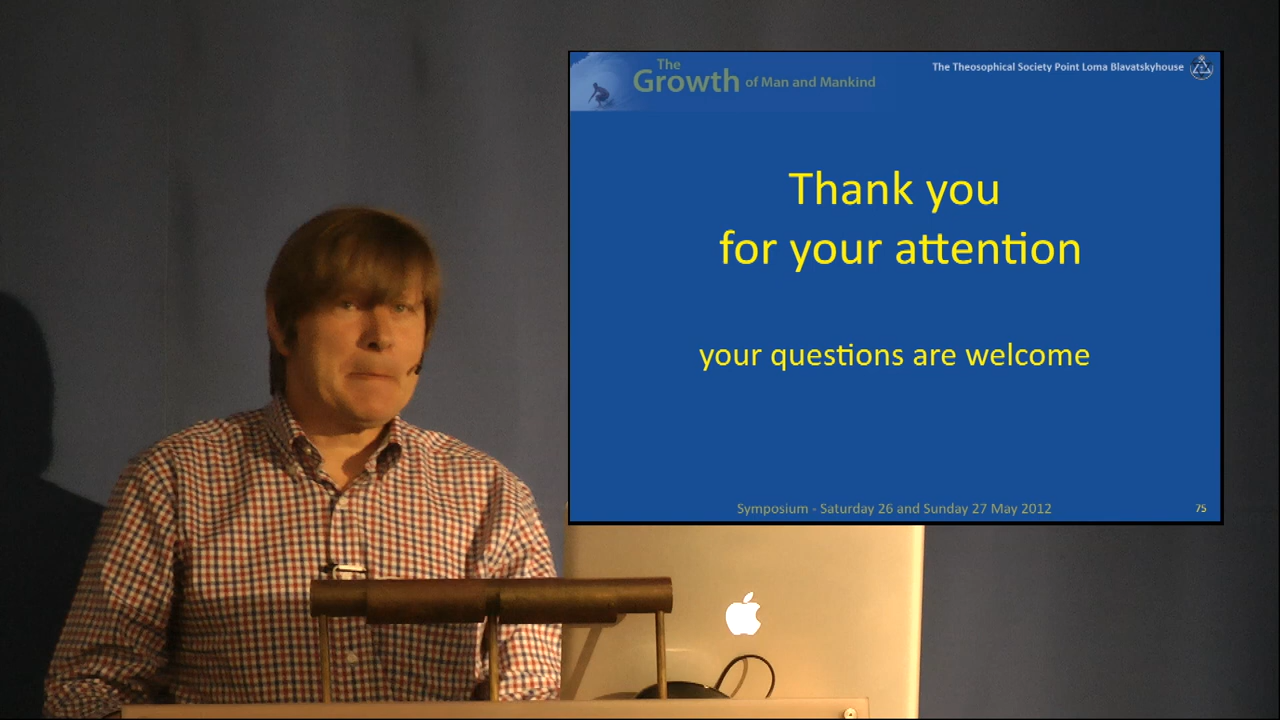 The
Growth of Man and Mankind
The Theosophical Society Point Loma Blavatskyhouse
Thank you
for your attention
your questions are welcome
Symposium - Saturday 26 and Sunday 27 May 2012
75